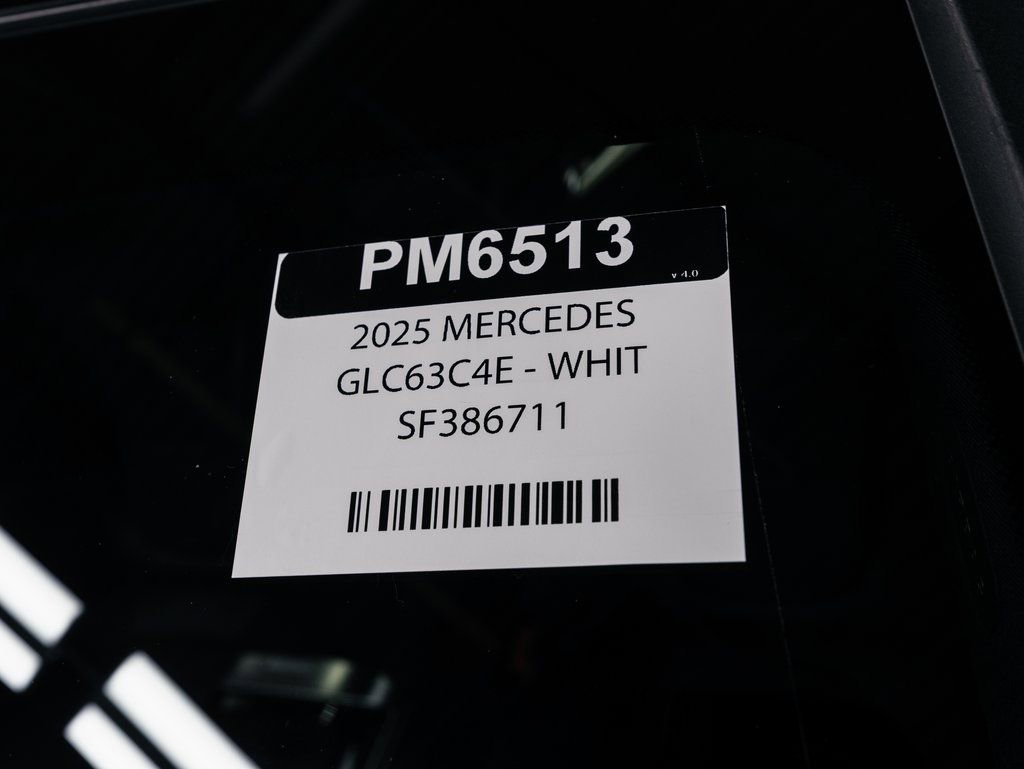 PM6513
v 4.0
2025 MERCEDES
GLC63C4E - WHIT
SF386711